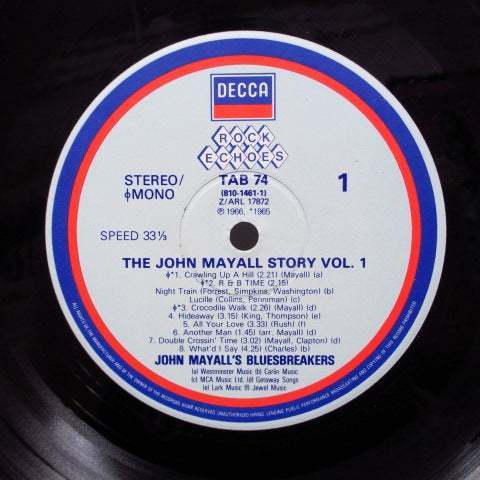 DECCA
ROCK
ECHOES
STEREO/
ϕMONO
TAB 74
(810-1461-1)
Z/ARL 17872
℗ 1966, *1965
1
SPEED 33⅓
THE JOHN MAYALL STORY VOL. 1
ϕ*1. Crawling Up A Hill (2.21) (Mayall) (a)
ϕ*2. R & B TIME (2.15)
Night Train (Forrest, Simpkins, Washington) (b)
Lucille (Collins, Penniman) (c)
ϕ*3. Crocodile Walk (2.26) (Mayall) (d)
4. Hideaway (3.15) (King, Thompson) (e)
5. All Your Love (3.33) (Rush) (f)
6. Another Man (1.45) (arr. Mayall) (d)
7. Double Crossin' Time (3.02) (Mayall, Clapton) (d)
8. What'd I Say (4.25) (Charles) (b)
JOHN MAYALL'S BLUESBREAKERS
(a) Westminster Music (b) Carlin Music
(c) MCA Music Ltd. (d) Getaway Songs
(e) Lark Music (f) Jewel Music